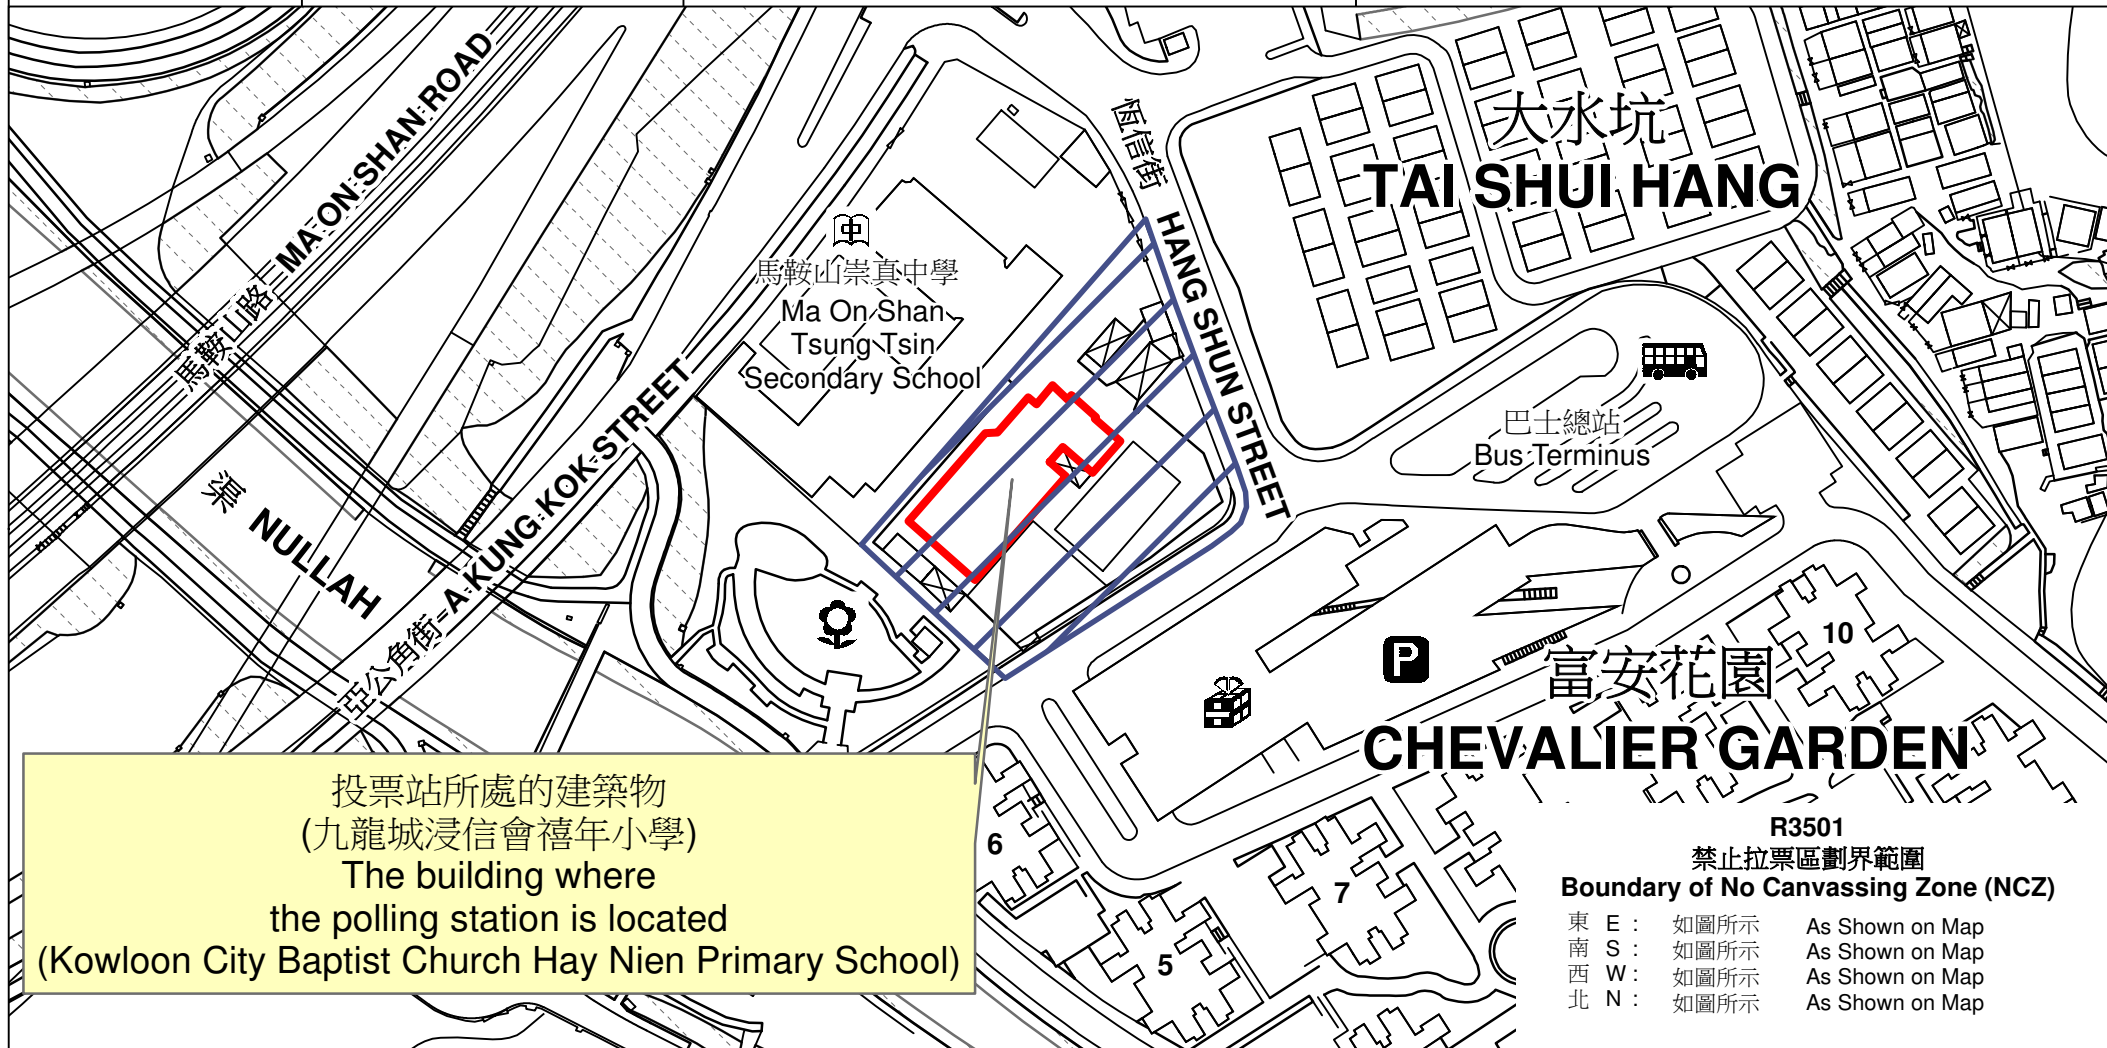 馬鞍山路 MA ON SHAN ROAD
亞公角街 A KUNG KOK STREET
渠 NULLAH
中
馬鞍山崇真中學
Ma On Shan
Tsung Tsin
Secondary School
恆信街 HANG SHUN STREET
大水坑
TAI SHUI HANG
巴士總站
Bus Terminus
P
富安花園
CHEVALIER GARDEN
10
6
7
5
投票站所處的建築物
(九龍城浸信會禧年小學)
The building where
the polling station is located
(Kowloon City Baptist Church Hay Nien Primary School)
R3501
禁止拉票區劃界範圍
Boundary of No Canvassing Zone (NCZ)
東 E : 如圖所示 As Shown on Map
南 S : 如圖所示 As Shown on Map
西 W : 如圖所示 As Shown on Map
北 N : 如圖所示 As Shown on Map